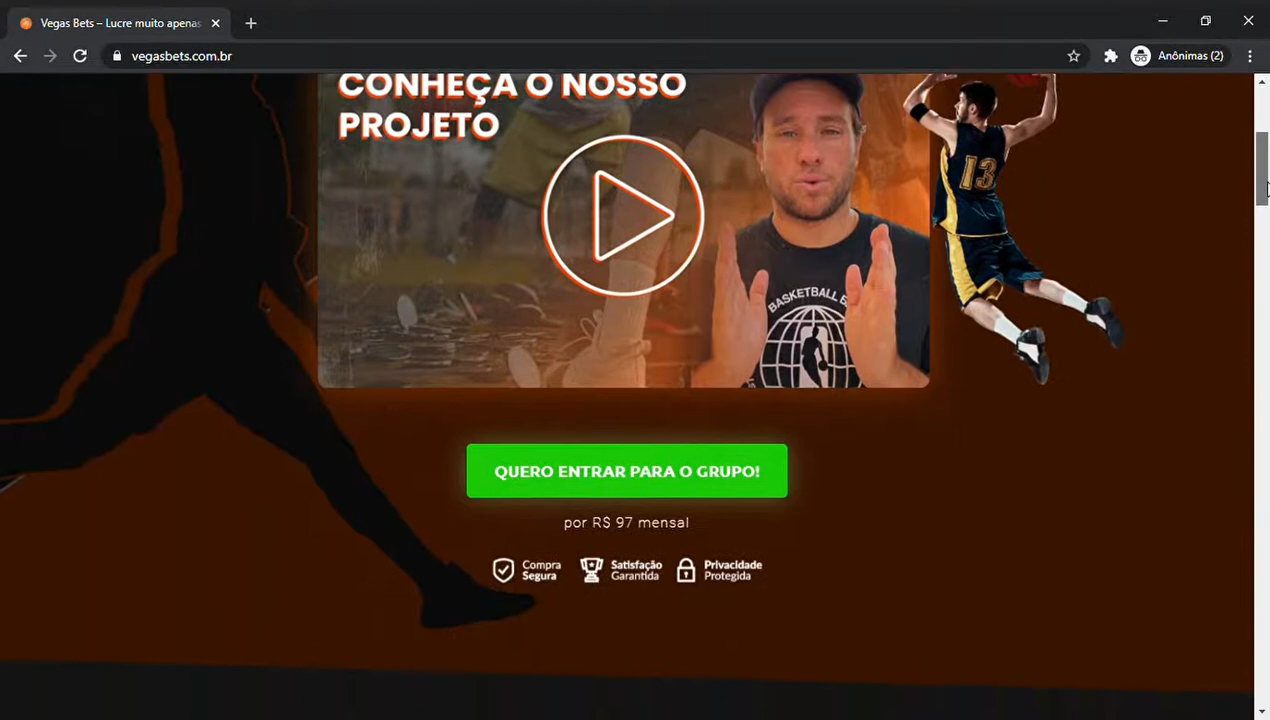 Vegas Bets – Lucre muito apenas
vegasbets.com.br
Anônimas (2)
CONHEÇA O NOSSO
PROJETO
13
BASKETBALL
QUERO ENTRAR PARA O GRUPO!
por R$ 97 mensal
Compra
Segura
Satisfação
Garantida
Privacidade
Protegida